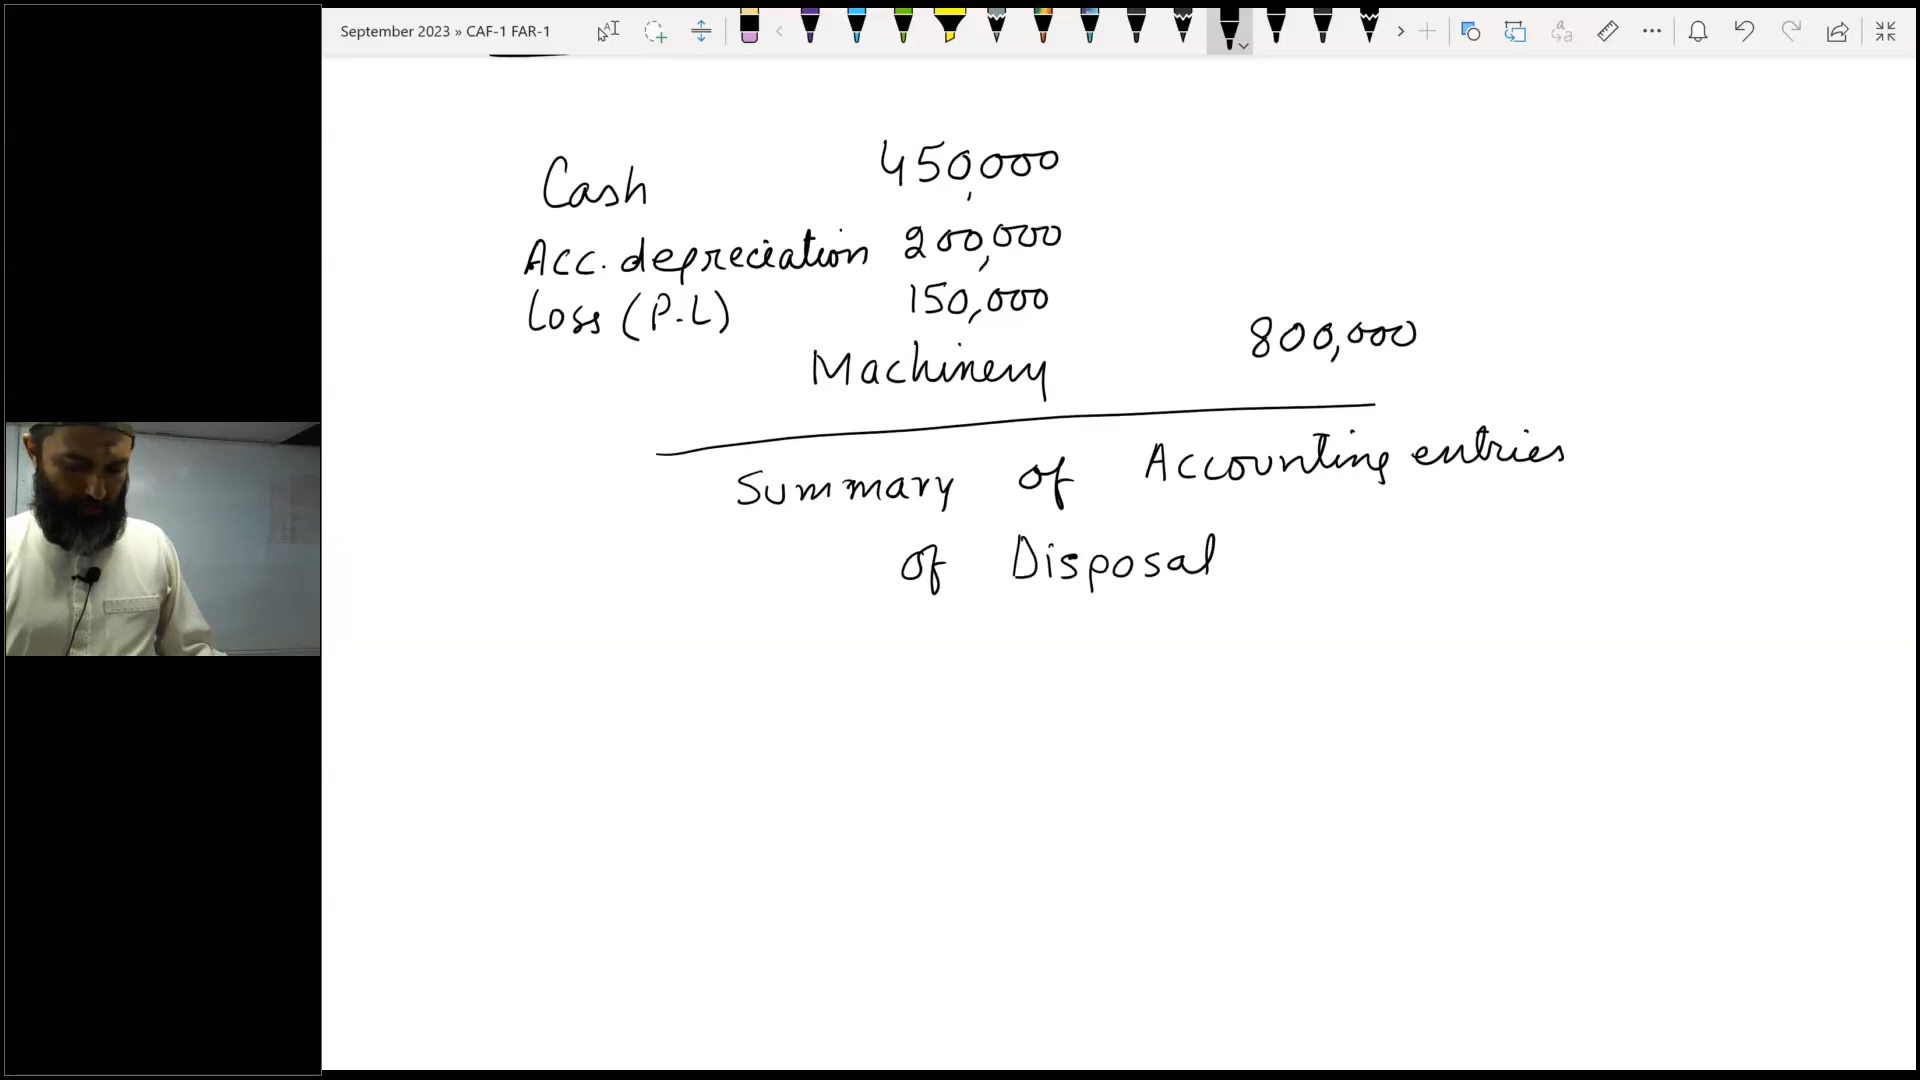 September 2023 » CAF-1 FAR-1
Cash 450,000
Acc. depreciation 200,000
Loss (P.L) 150,000
Machinery 800,000
Summary of Accounting entries
of Disposal